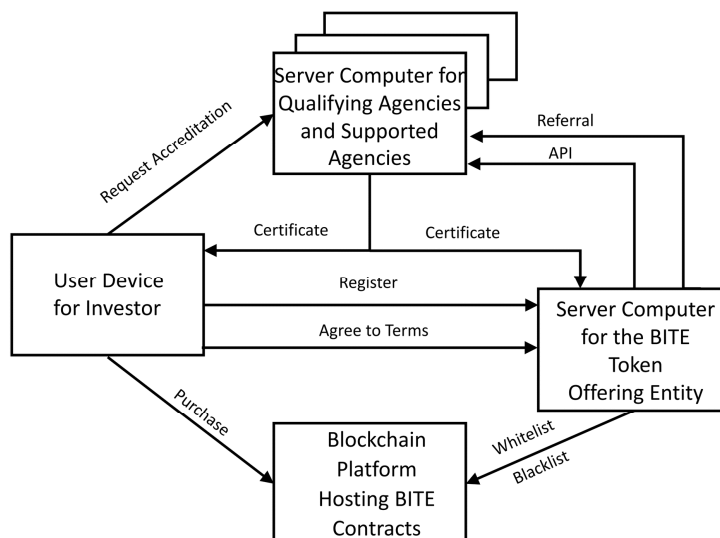 Server Computer for
Qualifying Agencies
and Supported
Agencies
Request Accreditation
Referral
API
Certificate
Certificate
User Device
for Investor
Register
Agree to Terms
Server Computer
for the BITE
Token
Offering Entity
Purchase
Whitelist
Blacklist
Blockchain
Platform
Hosting BITE
Contracts